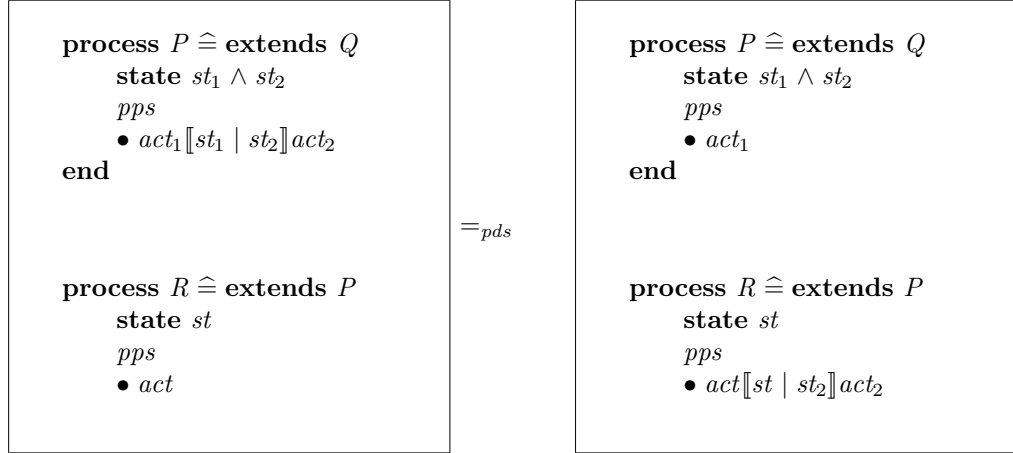 process P ≙ extends Q
state st₁ ∧ st₂
pps
• act₁⟦st₁ | st₂⟧act₂
end
process R ≙ extends P
state st
pps
• act
=pds
process P ≙ extends Q
state st₁ ∧ st₂
pps
• act₁
end
process R ≙ extends P
state st
pps
• act⟦st | st₂⟧act₂